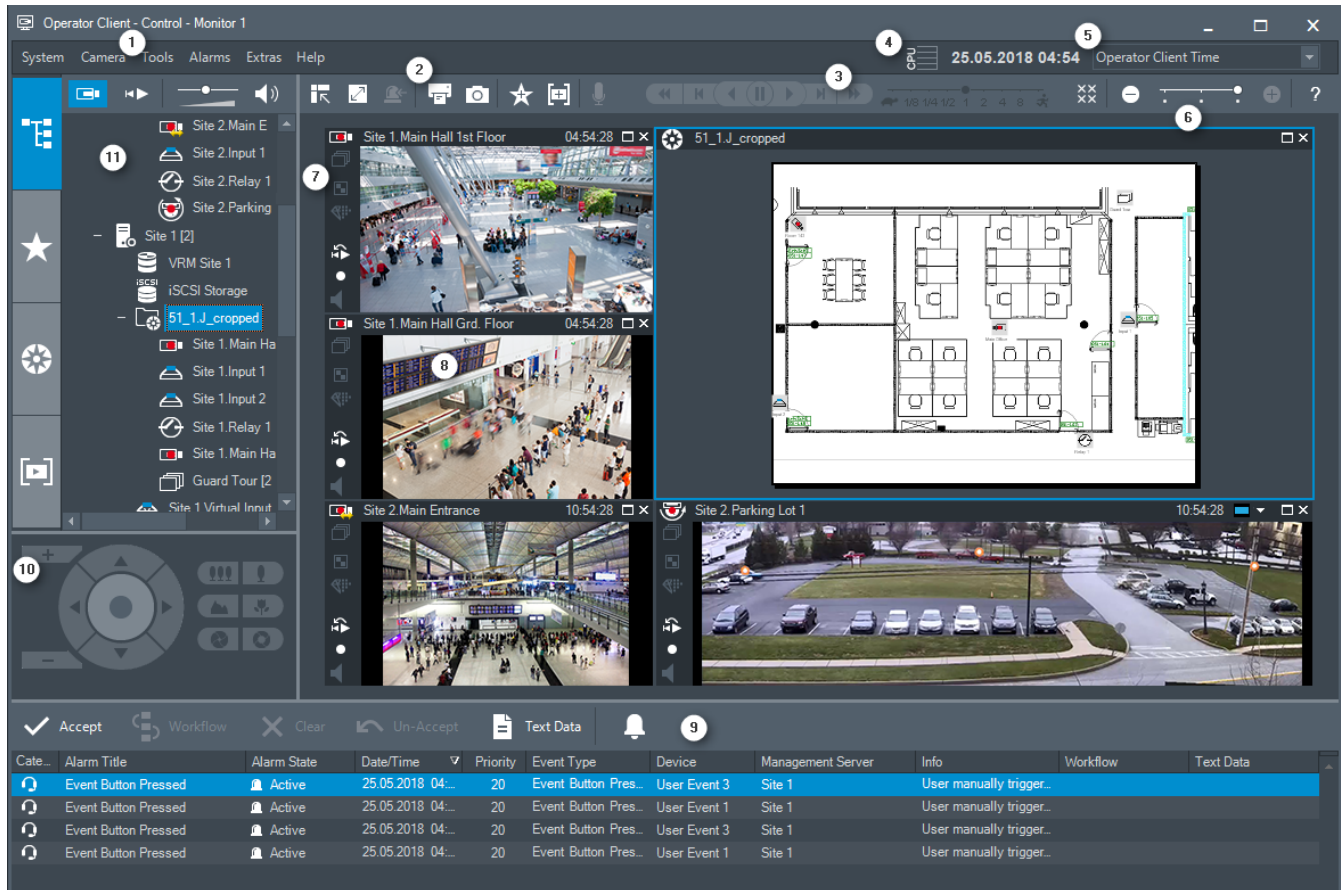 Operator Client - Control - Monitor 1
System Camera Tools Alarms Extras Help
1
2
3
4
CPU
25.05.2018 04:54
5
Operator Client Time
1/8 1/4 1/2 1 2 4 8
6
?
11
Site 2.Main E
Site 2.Input 1
Site 2.Relay 1
Site 2.Parking
Site 1 [2]
VRM Site 1
iSCSI
iSCSI Storage
51_1.J_cropped
Site 1.Main Ha
Site 1.Input 1
Site 1.Input 2
Site 1.Relay 1
Site 1.Main Ha
Guard Tour [2
Site 1 Virtual Input
10
7
Site 1.Main Hall 1st Floor 04:54:28
Site 1.Main Hall Grd. Floor 04:54:28
8
Site 2.Main Entrance 10:54:28
51_1.J_cropped
Guard Tour
Main Office
Input 1
Relay 1
Site 2.Parking Lot 1 10:54:28
Accept Workflow Clear Un-Accept Text Data
9
Cate... Alarm Title Alarm State Date/Time Priority Event Type Device Management Server Info Workflow Text Data
Event Button Pressed Active 25.05.2018 04:... 20 Event Button Pres... User Event 3 Site 1 User manually trigger...
Event Button Pressed Active 25.05.2018 04:... 20 Event Button Pres... User Event 1 Site 1 User manually trigger...
Event Button Pressed Active 25.05.2018 04:... 20 Event Button Pres... User Event 3 Site 1 User manually trigger...
Event Button Pressed Active 25.05.2018 04:... 20 Event Button Pres... User Event 1 Site 1 User manually trigger...